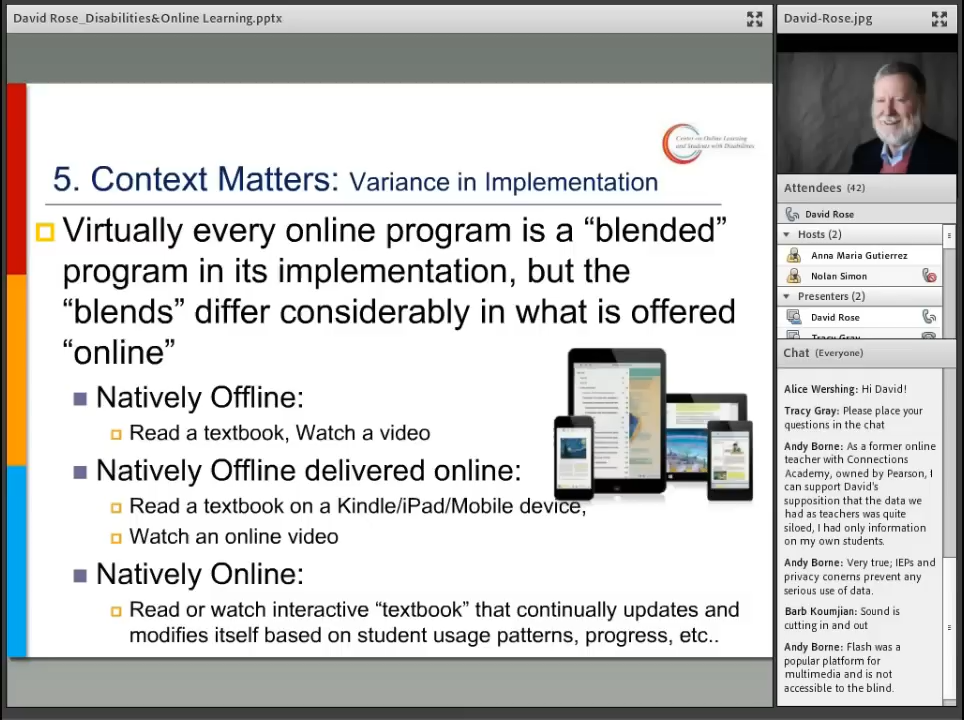 David Rose_Disabilities&Online Learning.pptx
Center on Online Learning
and Students with Disabilities
5. Context Matters: Variance in Implementation
Virtually every online program is a “blended”
program in its implementation, but the
“blends” differ considerably in what is offered
“online”
Natively Offline:
Read a textbook, Watch a video
Natively Offline delivered online:
Read a textbook on a Kindle/iPad/Mobile device,
Watch an online video
Natively Online:
Read or watch interactive “textbook” that continually updates and
modifies itself based on student usage patterns, progress, etc..
David-Rose.jpg
Attendees (42)
David Rose
Hosts (2)
Anna Maria Gutierrez
Nolan Simon
Presenters (2)
David Rose
Tracy Gray
Chat (Everyone)
Alice Wershing: Hi David!
Tracy Gray: Please place your
questions in the chat
Andy Borne: As a former online
teacher with Connections
Academy, owned by Pearson, I
can support David's
supposition that the data we
had as teachers was quite
siloed, I had only information
on my own students.
Andy Borne: Very true; IEPs and
privacy conerns prevent any
serious use of data.
Barb Koumjian: Sound is
cutting in and out
Andy Borne: Flash was a
popular platform for
multimedia and is not
accessible to the blind.